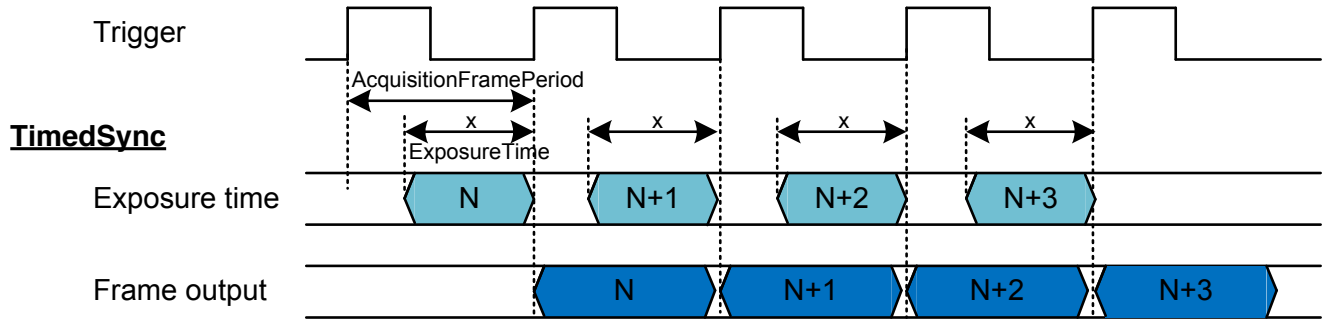 Trigger
AcquisitionFramePeriod
x x x x
TimedSync
ExposureTime
Exposure time N N+1 N+2 N+3
Frame output N N+1 N+2 N+3